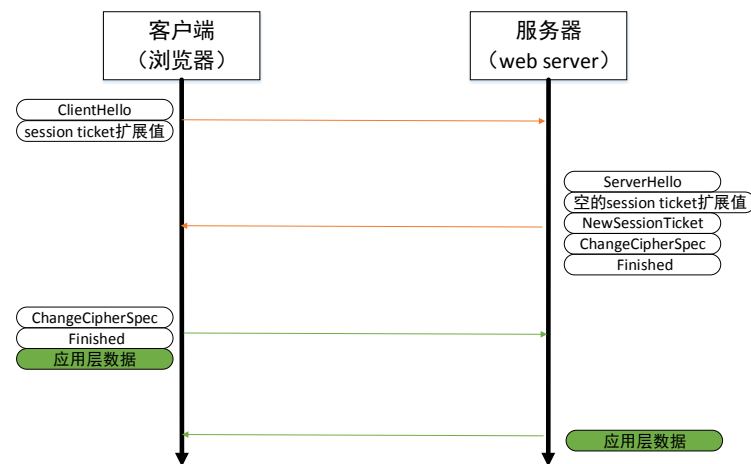 客户端
（浏览器）
服务器
（web server）
ClientHello
session ticket扩展值
ServerHello
空的session ticket扩展值
NewSessionTicket
ChangeCipherSpec
Finished
ChangeCipherSpec
Finished
应用层数据
应用层数据